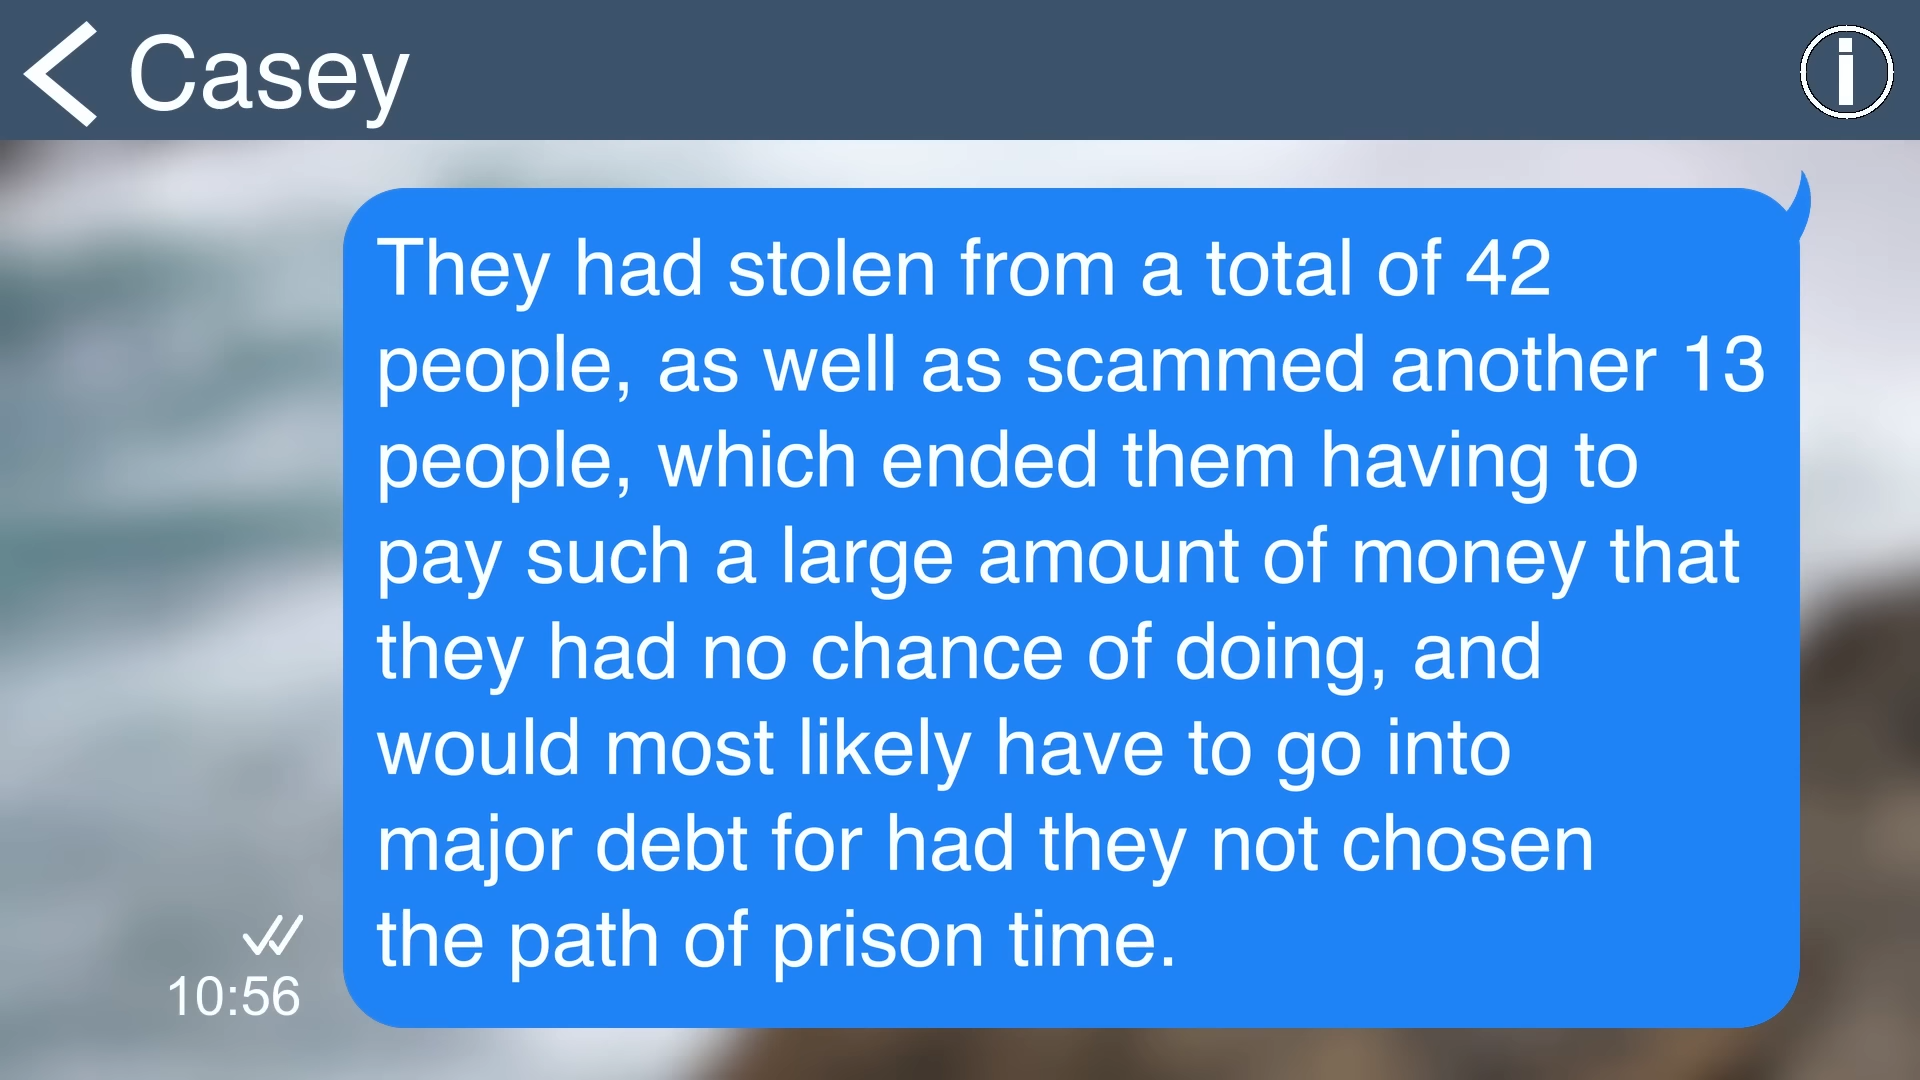 Casey
They had stolen from a total of 42
people, as well as scammed another 13
people, which ended them having to
pay such a large amount of money that
they had no chance of doing, and
would most likely have to go into
major debt for had they not chosen
the path of prison time.
10:56